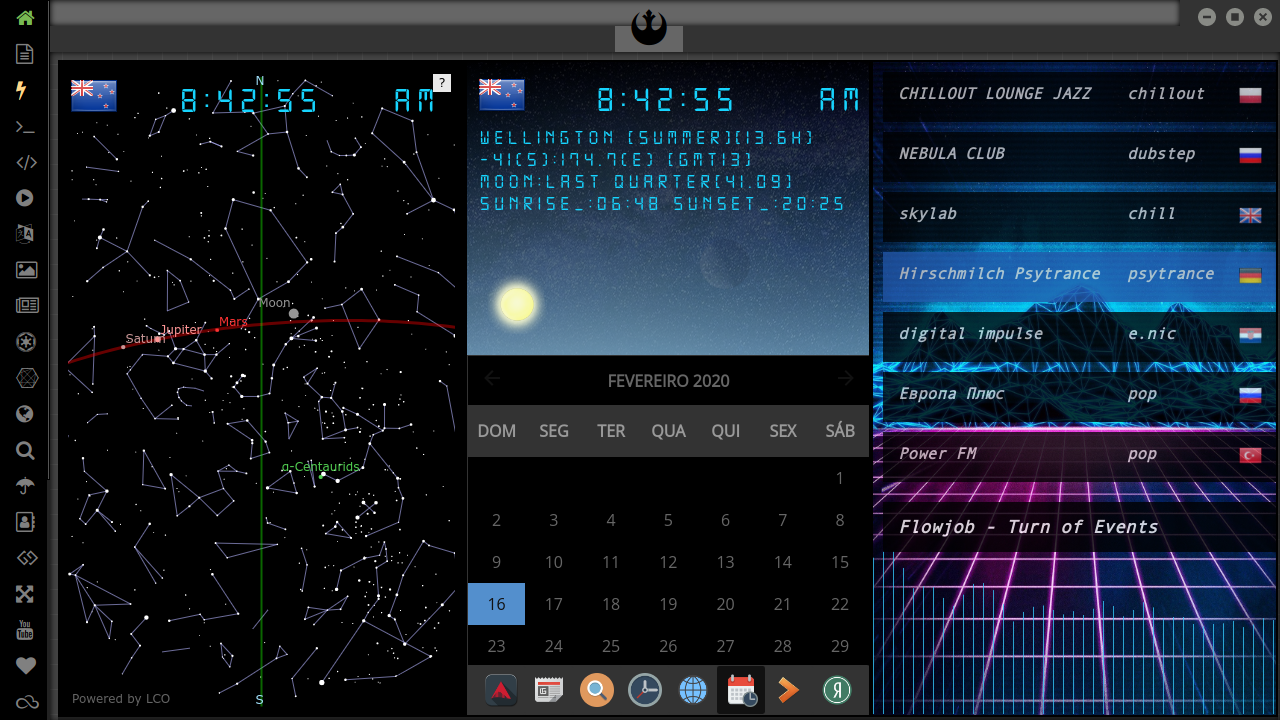 N
8:42:55 AM
?
Moon
Mars
Jupiter
Saturn
α-Centaurids
S
Powered by LCO
8:42:55 AM
WELLINGTON [SUMMER][13.6H]
-41(S):174.7(E) [GMT13]
MOON:LAST QUARTER[41.09]
SUNRISE_:06:48 SUNSET_:20:25
FEVEREIRO 2020
DOM SEG TER QUA QUI SEX SÁB
1
2 3 4 5 6 7 8
9 10 11 12 13 14 15
16 17 18 19 20 21 22
23 24 25 26 27 28 29
CHILLOUT LOUNGE JAZZ chillout
NEBULA CLUB dubstep
skylab chill
Hirschmilch Psytrance psytrance
digital impulse e.nic
Европа Плюс pop
Power FM pop
Flowjob - Turn of Events
You
Tube
Я